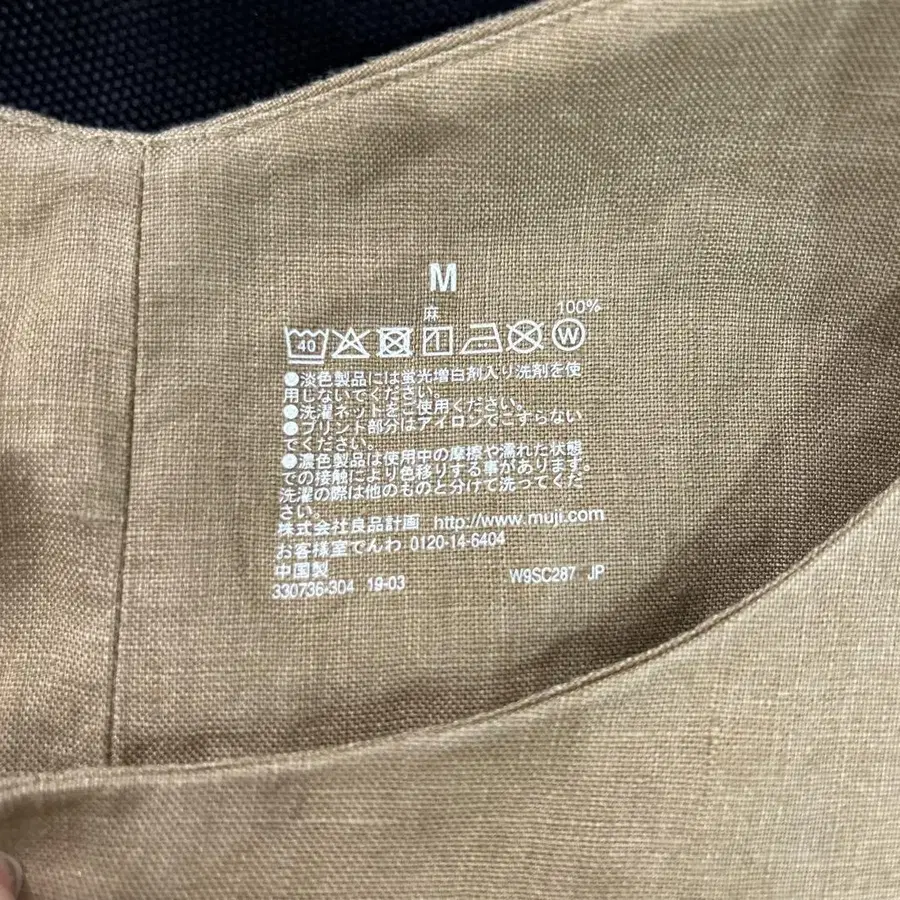 M
麻 100%
40 W
●淡色製品には蛍光増白剤入り洗剤を使
用じないでください。
●洗濯ネットをご使用ください。
●プリント部分はアイロンでこすらない
でください。
●濃色製品は使用中の摩擦や濡れた状態
での接触により色移りする事があります。
洗濯の際は他のものと分けて洗ってくだ
さい。
株式会社良品計画 http://www.muji.com
お客様室でんわ 0120-14-6404
中国製
330736-304 19-03 W9SC287 JP